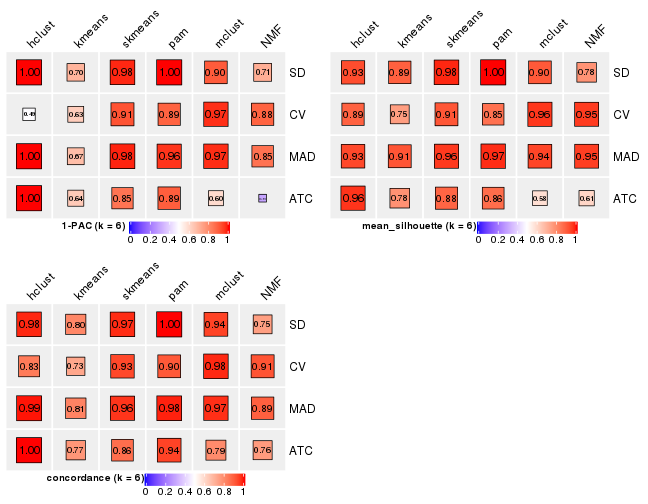 hclust kmeans skmeans pam mclust NMF
1.00 0.70 0.98 1.00 0.90 0.71 SD
0.49 0.63 0.91 0.89 0.97 0.88 CV
1.00 0.67 0.98 0.96 0.97 0.85 MAD
1.00 0.64 0.85 0.89 0.60 ATC
1-PAC (k = 6)
0 0.2 0.4 0.6 0.8 1
hclust kmeans skmeans pam mclust NMF
0.93 0.89 0.98 1.00 0.90 0.78 SD
0.89 0.75 0.91 0.85 0.96 0.95 CV
0.93 0.91 0.96 0.97 0.94 0.95 MAD
0.96 0.78 0.88 0.86 0.58 0.61 ATC
mean_silhouette (k = 6)
0 0.2 0.4 0.6 0.8 1
hclust kmeans skmeans pam mclust NMF
0.98 0.80 0.97 1.00 0.94 0.75 SD
0.83 0.73 0.93 0.90 0.98 0.91 CV
0.99 0.81 0.96 0.98 0.97 0.89 MAD
1.00 0.77 0.86 0.94 0.79 0.76 ATC
concordance (k = 6)
0 0.2 0.4 0.6 0.8 1